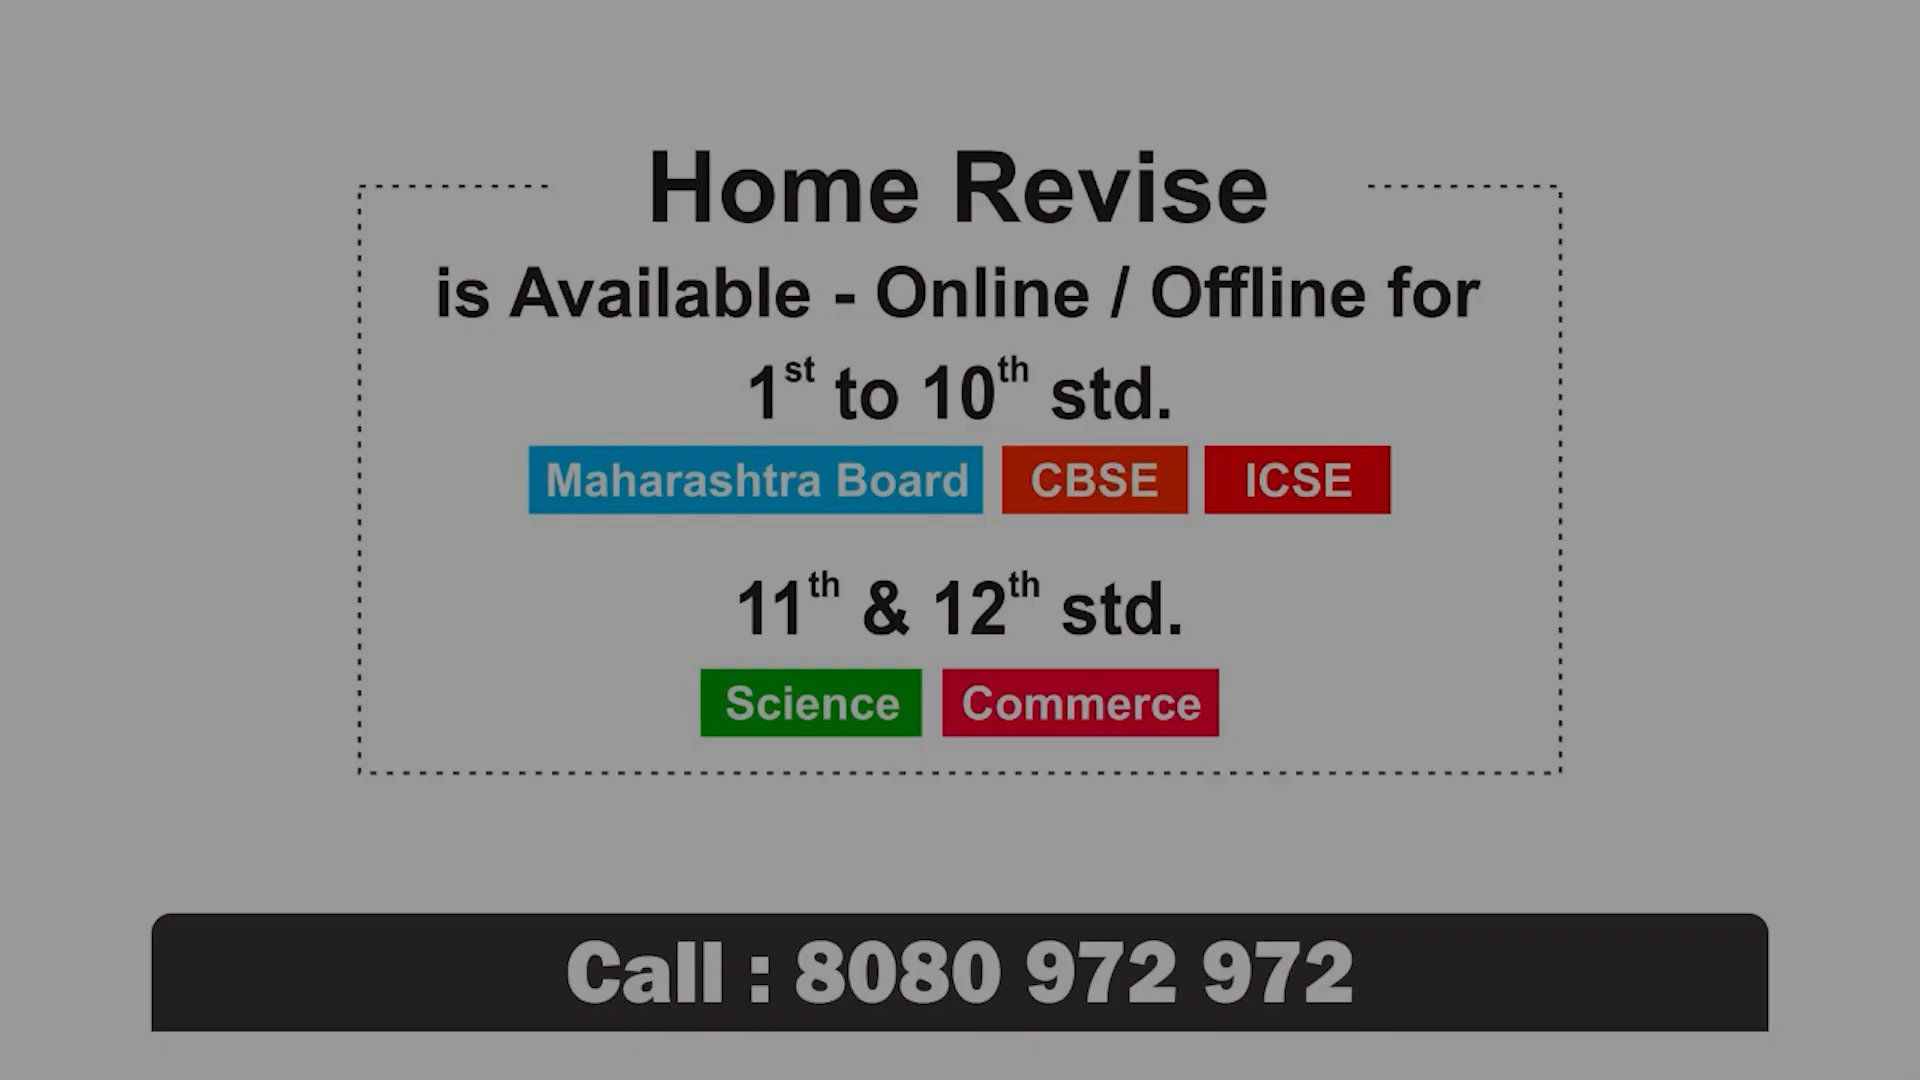 Home Revise
is Available - Online / Offline for
1st to 10th std.
Maharashtra Board CBSE ICSE
11th & 12th std.
Science Commerce
Call : 8080 972 972